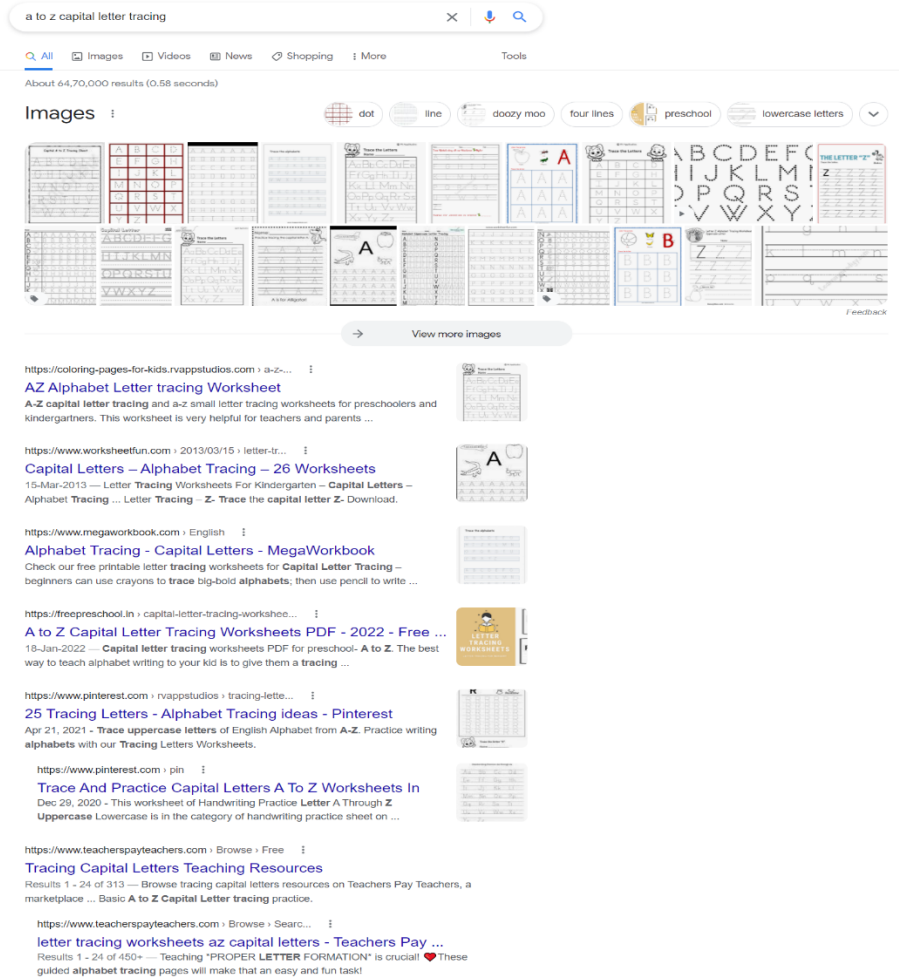 a to z capital letter tracing
All Images Videos News Shopping More Tools
About 64,70,000 results (0.58 seconds)
Images
dot line doozy moo four lines preschool lowercase letters
THE LETTER "Z"
View more images
Feedback
https://coloring-pages-for-kids.rvappstudios.com › a-z-...
AZ Alphabet Letter tracing Worksheet
A-Z capital letter tracing and a-z small letter tracing worksheets for preschoolers and
kindergartners. This worksheet is very helpful for teachers and parents ...
https://www.worksheetfun.com › 2013/03/15 › letter-tr...
Capital Letters – Alphabet Tracing – 26 Worksheets
15-Mar-2013 — Letter Tracing Worksheets For Kindergarten – Capital Letters –
Alphabet Tracing ... Letter Tracing – Z- Trace the capital letter Z- Download.
https://www.megaworkbook.com › English
Alphabet Tracing - Capital Letters - MegaWorkbook
Check our free printable letter tracing worksheets for Capital Letter Tracing –
beginners can use crayons to trace big-bold alphabets; then use pencil to write ...
https://freepreschool.in › capital-letter-tracing-workshee...
A to Z Capital Letter Tracing Worksheets PDF - 2022 - Free ...
18-Jan-2022 — Capital letter tracing worksheets PDF for preschool- A to Z. The best
way to teach alphabet writing to your kid is to give them a tracing ...
LETTER
TRACING
WORKSHEETS
https://www.pinterest.com › rvappstudios › tracing-lette...
25 Tracing Letters - Alphabet Tracing ideas - Pinterest
Apr 21, 2021 - Trace uppercase letters of English Alphabet from A-Z. Practice writing
alphabets with our Tracing Letters Worksheets.
https://www.pinterest.com › pin
Trace And Practice Capital Letters A To Z Worksheets In
Dec 29, 2020 - This worksheet of Handwriting Practice Letter A Through Z
Uppercase Lowercase is in the category of handwriting practice sheet on ...
https://www.teacherspayteachers.com › Browse › Free
Tracing Capital Letters Teaching Resources
Results 1 - 24 of 313 — Browse tracing capital letters resources on Teachers Pay Teachers, a
marketplace ... Basic A to Z Capital Letter tracing practice.
https://www.teacherspayteachers.com › Browse › Searc...
letter tracing worksheets az capital letters - Teachers Pay ...
Results 1 - 24 of 450+ — Teaching "PROPER LETTER FORMATION" is crucial! ❤️These
guided alphabet tracing pages will make that an easy and fun task!